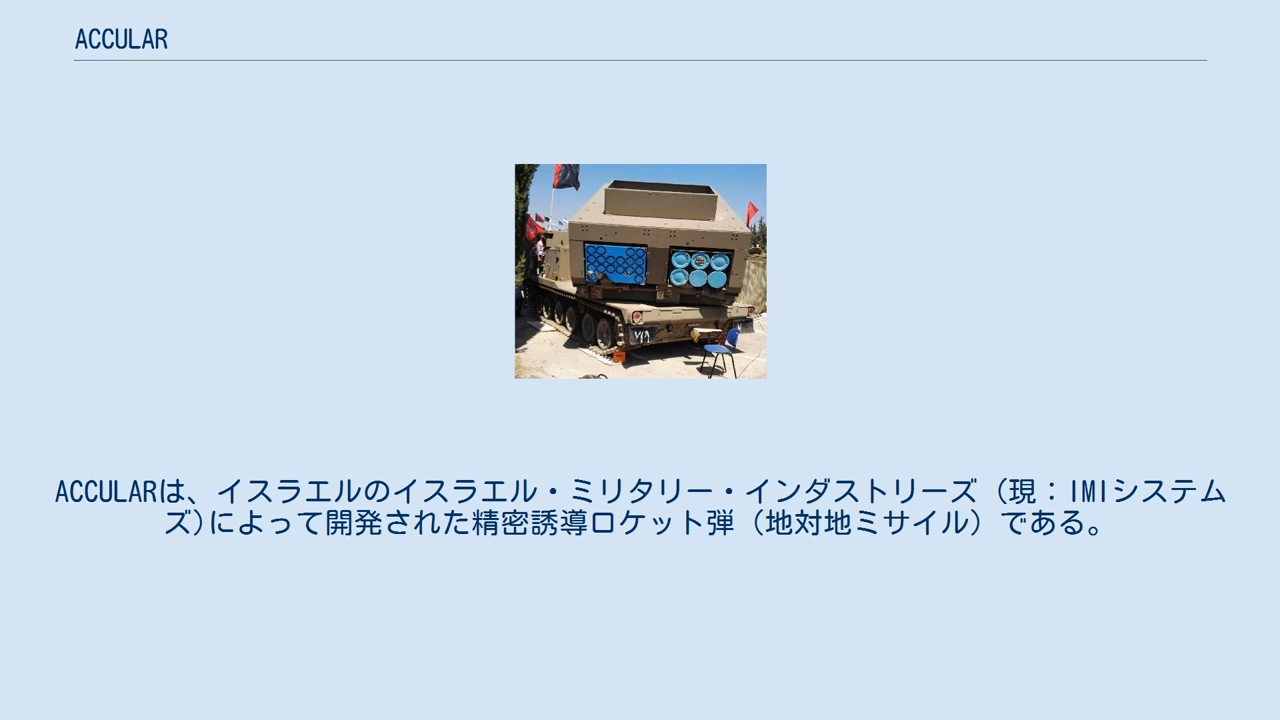 ACCULAR
ACCULARは、イスラエルのイスラエル・ミリタリー・インダストリーズ（現：IMIシステム
ズ)によって開発された精密誘導ロケット弾（地対地ミサイル）である。